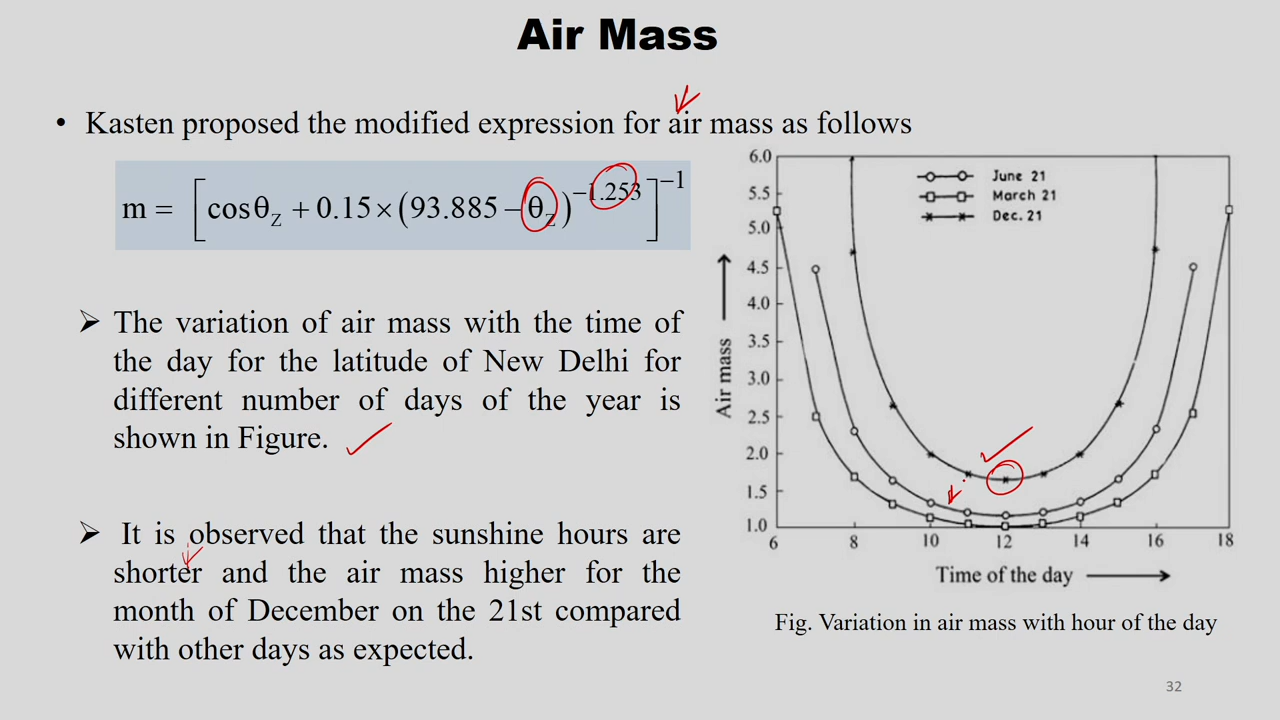 Air Mass
• Kasten proposed the modified expression for air mass as follows
m = [cosθ_Z + 0.15×(93.885−θ_Z)^−1.253]^−1
➢ The variation of air mass with the time of
the day for the latitude of New Delhi for
different number of days of the year is
shown in Figure.
➢ It is observed that the sunshine hours are
shorter and the air mass higher for the
month of December on the 21st compared
with other days as expected.
June 21
March 21
Dec. 21
6.0
5.5
5.0
4.5
4.0
3.5
3.0
2.5
2.0
1.5
1.0
Air mass
6 8 10 12 14 16 18
Time of the day
Fig. Variation in air mass with hour of the day
32